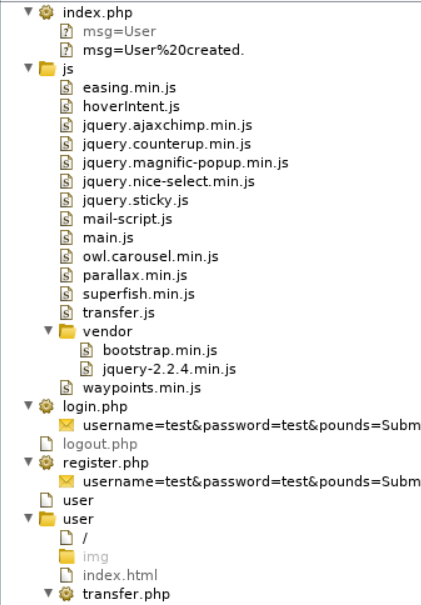 index.php
msg=User
msg=User%20created.
js
easing.min.js
hoverIntent.js
jquery.ajaxchimp.min.js
jquery.counterup.min.js
jquery.magnific-popup.min.js
jquery.nice-select.min.js
jquery.sticky.js
mail-script.js
main.js
owl.carousel.min.js
parallax.min.js
superfish.min.js
transfer.js
vendor
bootstrap.min.js
jquery-2.2.4.min.js
waypoints.min.js
login.php
username=test&password=test&pounds=Subm
logout.php
register.php
username=test&password=test&pounds=Subm
user
user
/
img
index.html
transfer.php